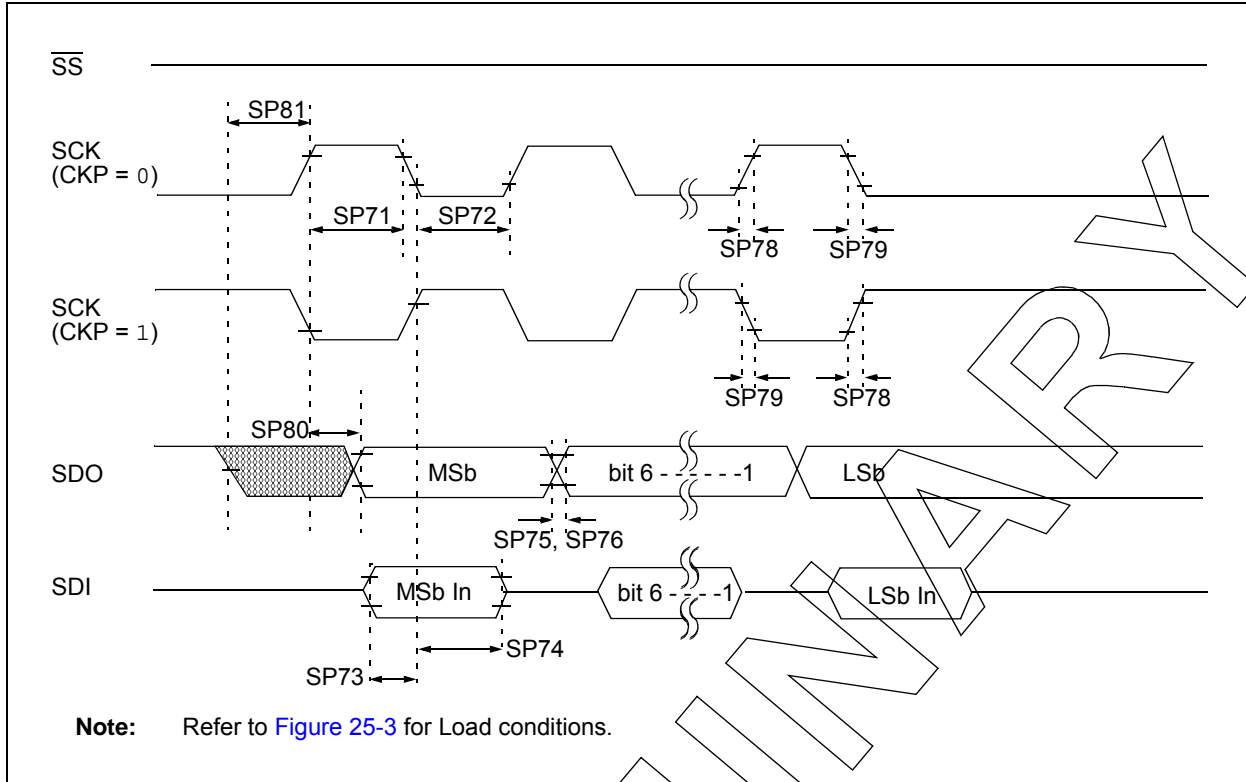 SS
SP81
SCK
(CKP = 0)
SP71
SP72
SP78
SP79
SCK
(CKP = 1)
SP79
SP78
SP80
SDO
MSb
bit 6 - - - - - -1
LSb
SP75, SP76
SDI
MSb In
bit 6 - - - - -1
LSb In
SP74
SP73
Note: Refer to Figure 25-3 for Load conditions.
INARY